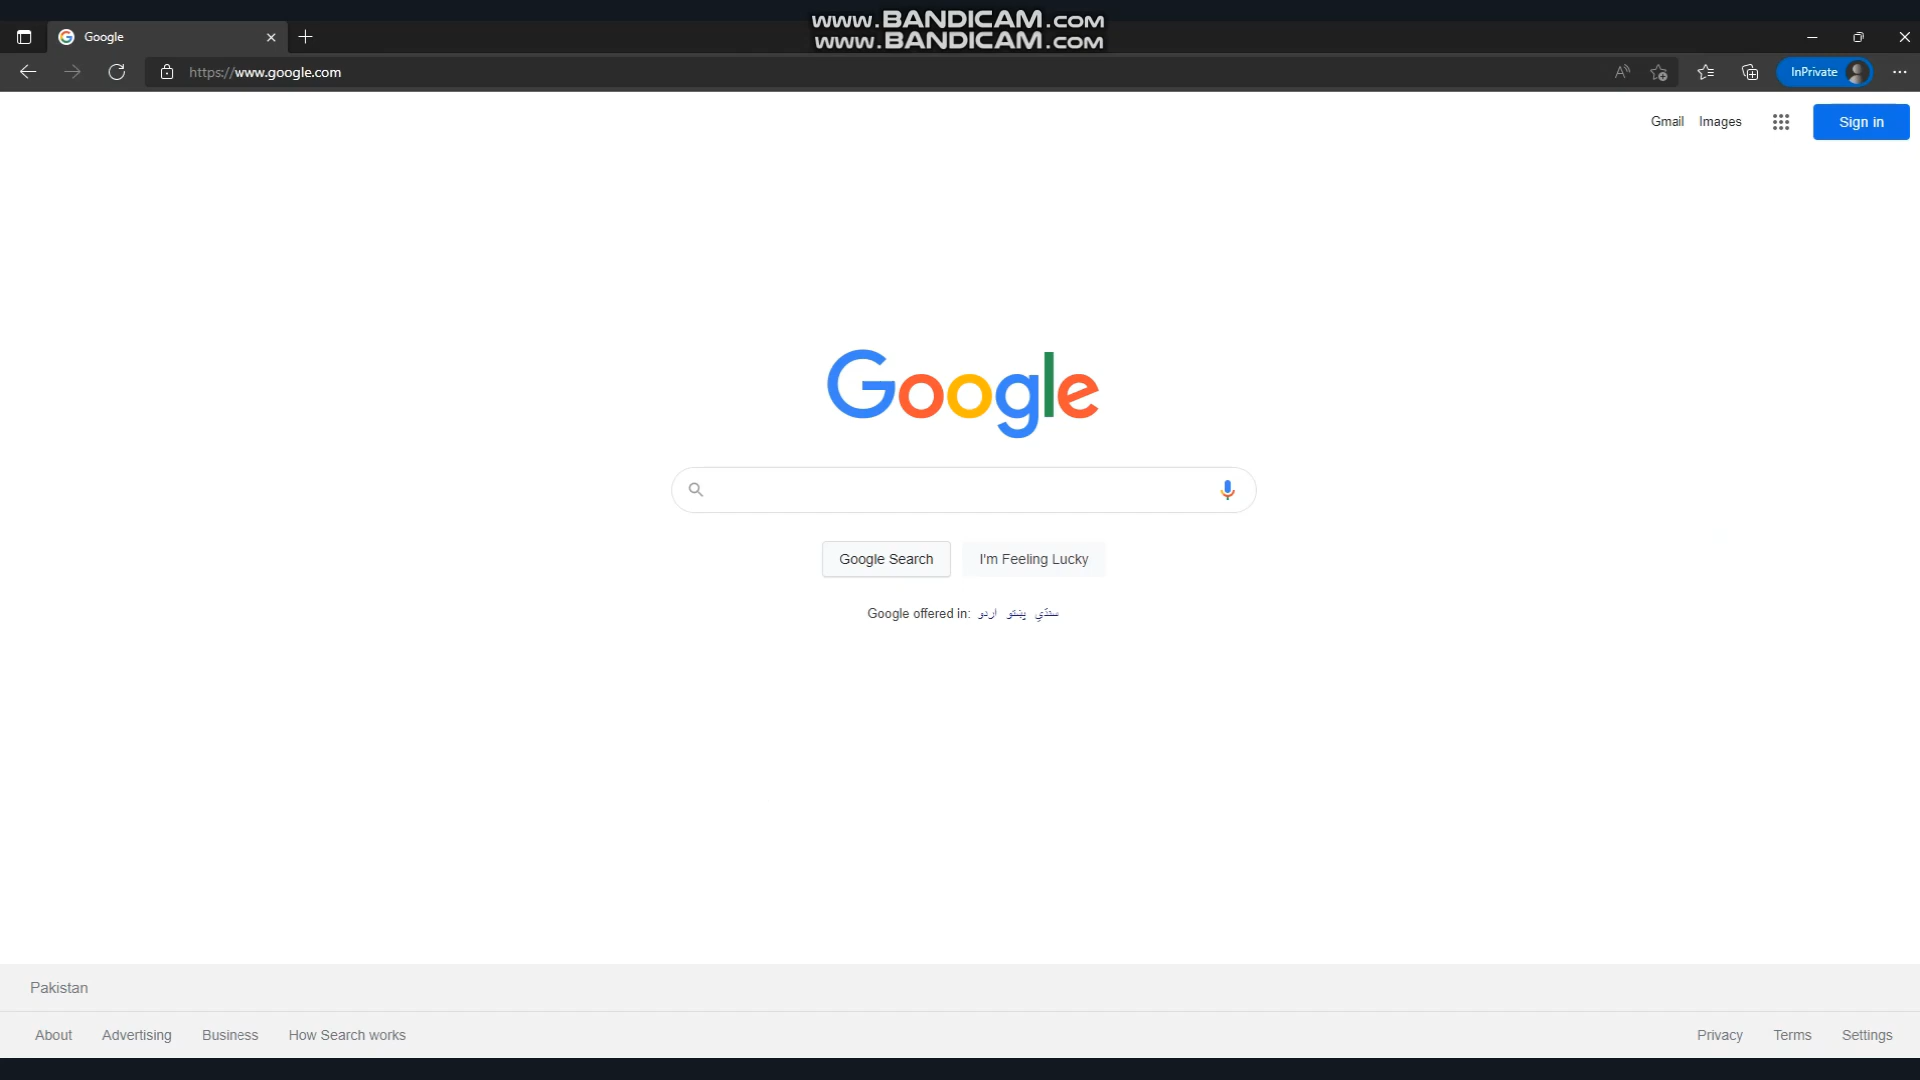 www.BANDICAM.com
www.BANDICAM.com
Google
https://www.google.com
InPrivate
Gmail Images
Sign in
Google
Google Search I'm Feeling Lucky
Google offered in: اردو پښتو سنڌي
Pakistan
About Advertising Business How Search works
Privacy Terms Settings